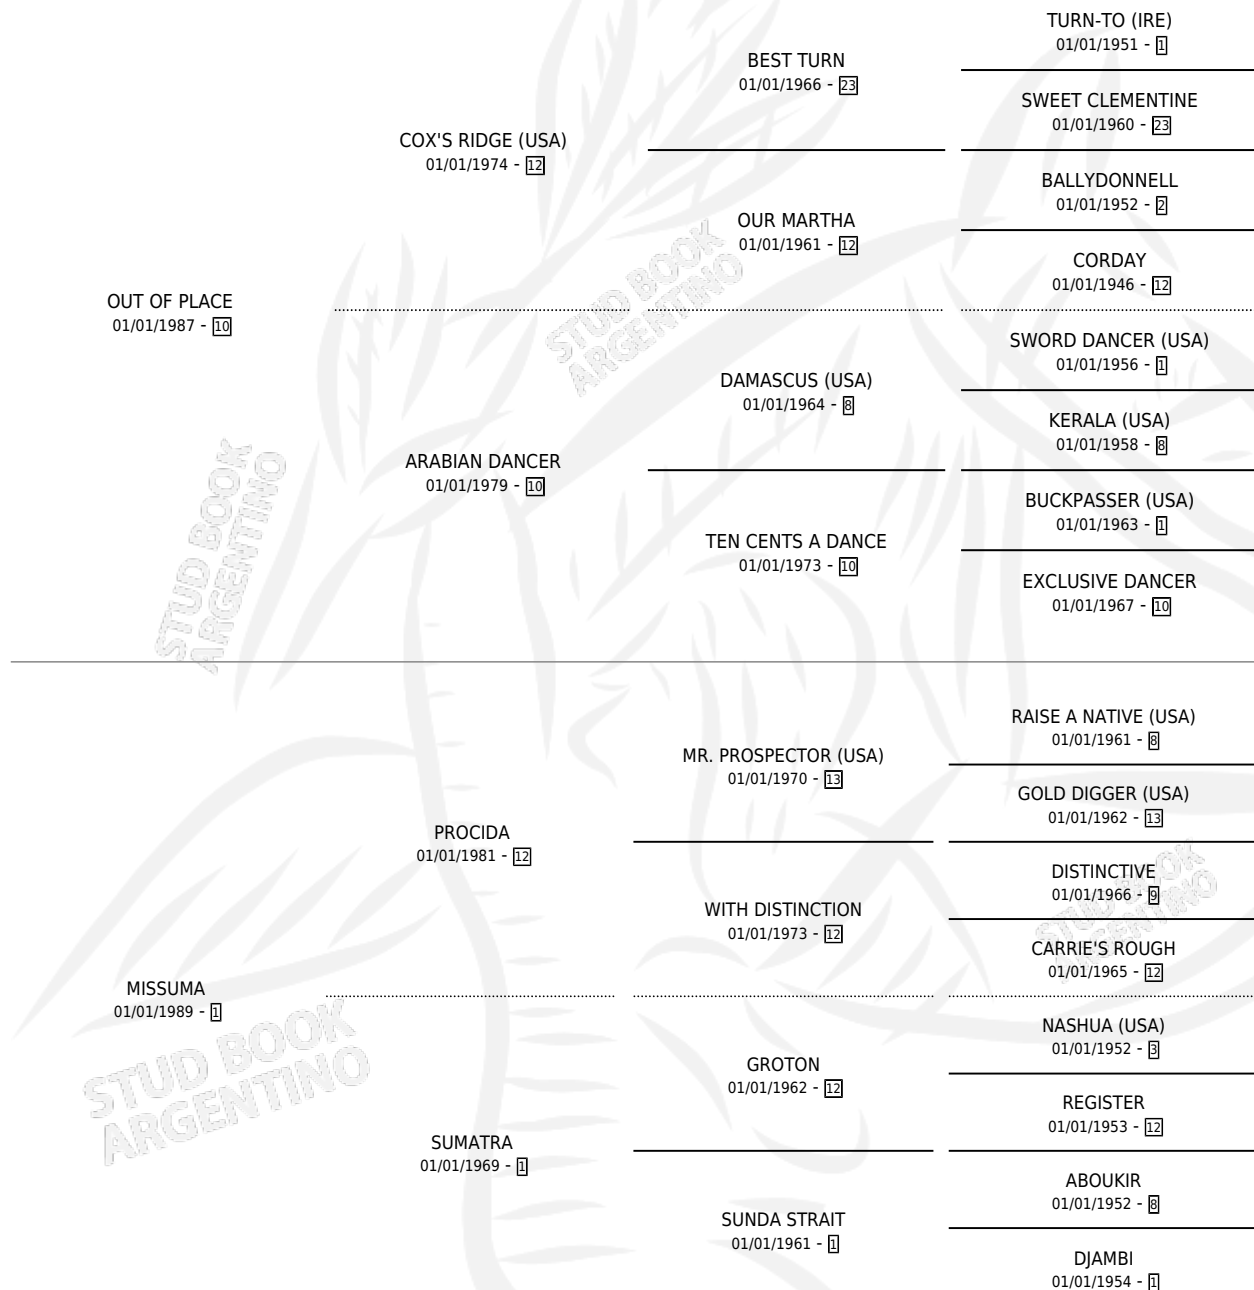 TURN-TO (IRE)
01/01/1951 - 1
BEST TURN
01/01/1966 - 23
SWEET CLEMENTINE
01/01/1960 - 23
COX'S RIDGE (USA)
01/01/1974 - 12
BALLYDONNELL
01/01/1952 - 2
OUR MARTHA
01/01/1961 - 12
CORDAY
01/01/1946 - 12
OUT OF PLACE
01/01/1987 - 10
STUD BOOK
ARGENTINO
SWORD DANCER (USA)
01/01/1956 - 1
DAMASCUS (USA)
01/01/1964 - 8
KERALA (USA)
01/01/1958 - 8
ARABIAN DANCER
01/01/1979 - 10
BUCKPASSER (USA)
01/01/1963 - 1
TEN CENTS A DANCE
01/01/1973 - 10
EXCLUSIVE DANCER
01/01/1967 - 10
STUD BOOK
ARGENTINO
RAISE A NATIVE (USA)
01/01/1961 - 8
MR. PROSPECTOR (USA)
01/01/1970 - 13
GOLD DIGGER (USA)
01/01/1962 - 13
PROCIDA
01/01/1981 - 12
DISTINCTIVE
01/01/1966 - 9
WITH DISTINCTION
01/01/1973 - 12
STUD BOOK
ARGENTINO
CARRIE'S ROUGH
01/01/1965 - 12
MISSUMA
01/01/1989 - 1
NASHUA (USA)
01/01/1952 - 3
GROTON
01/01/1962 - 12
STUD BOOK
ARGENTINO
REGISTER
01/01/1953 - 12
SUMATRA
01/01/1969 - 1
ABOUKIR
01/01/1952 - 8
SUNDA STRAIT
01/01/1961 - 1
DJAMBI
01/01/1954 - 1